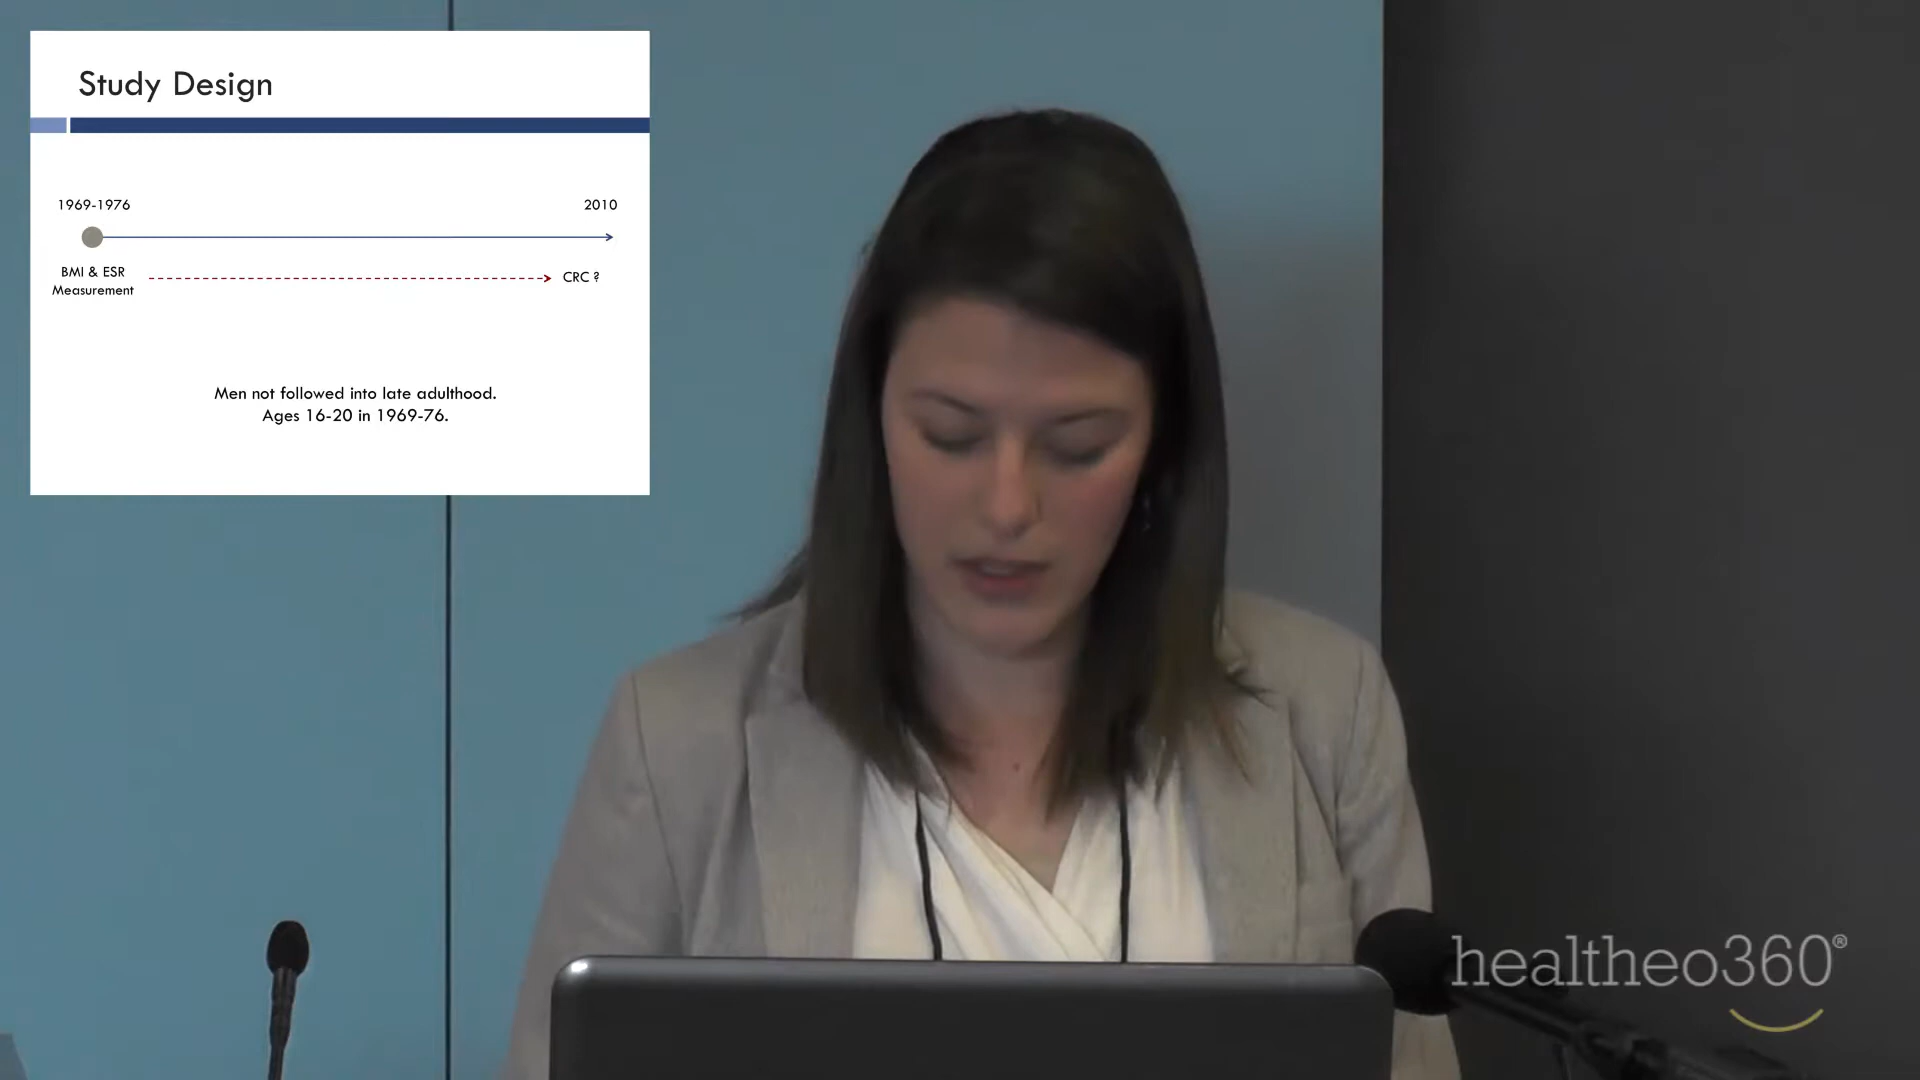 Study Design
1969-1976
2010
BMI & ESR
Measurement
CRC ?
Men not followed into late adulthood.
Ages 16-20 in 1969-76.
healtheo360®